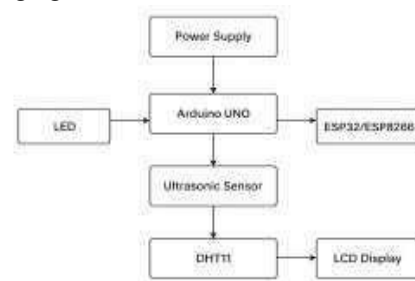 Power Supply
LED
Arduino UNO
ESP32/ESP8266
Ultrasonic Sensor
DHT11
LCD Display